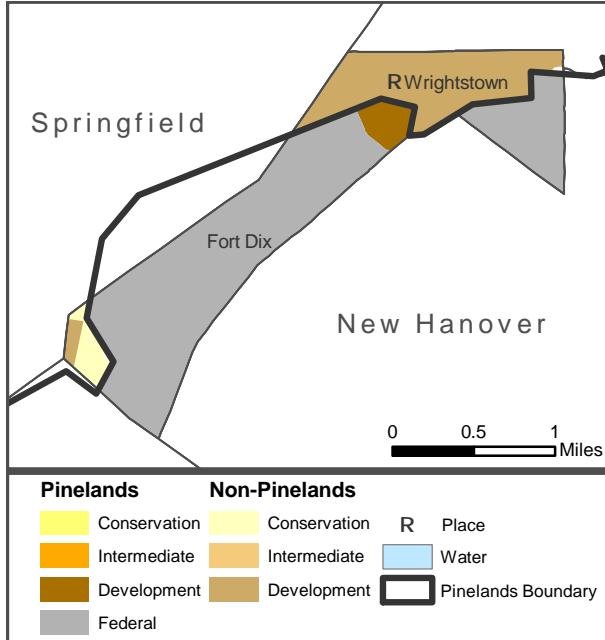 R Wrightstown
Springfield
Fort Dix
New Hanover
0 0.5 1
Miles
Pinelands Non-Pinelands
Conservation Conservation R Place
Intermediate Intermediate Water
Development Development Pinelands Boundary
Federal